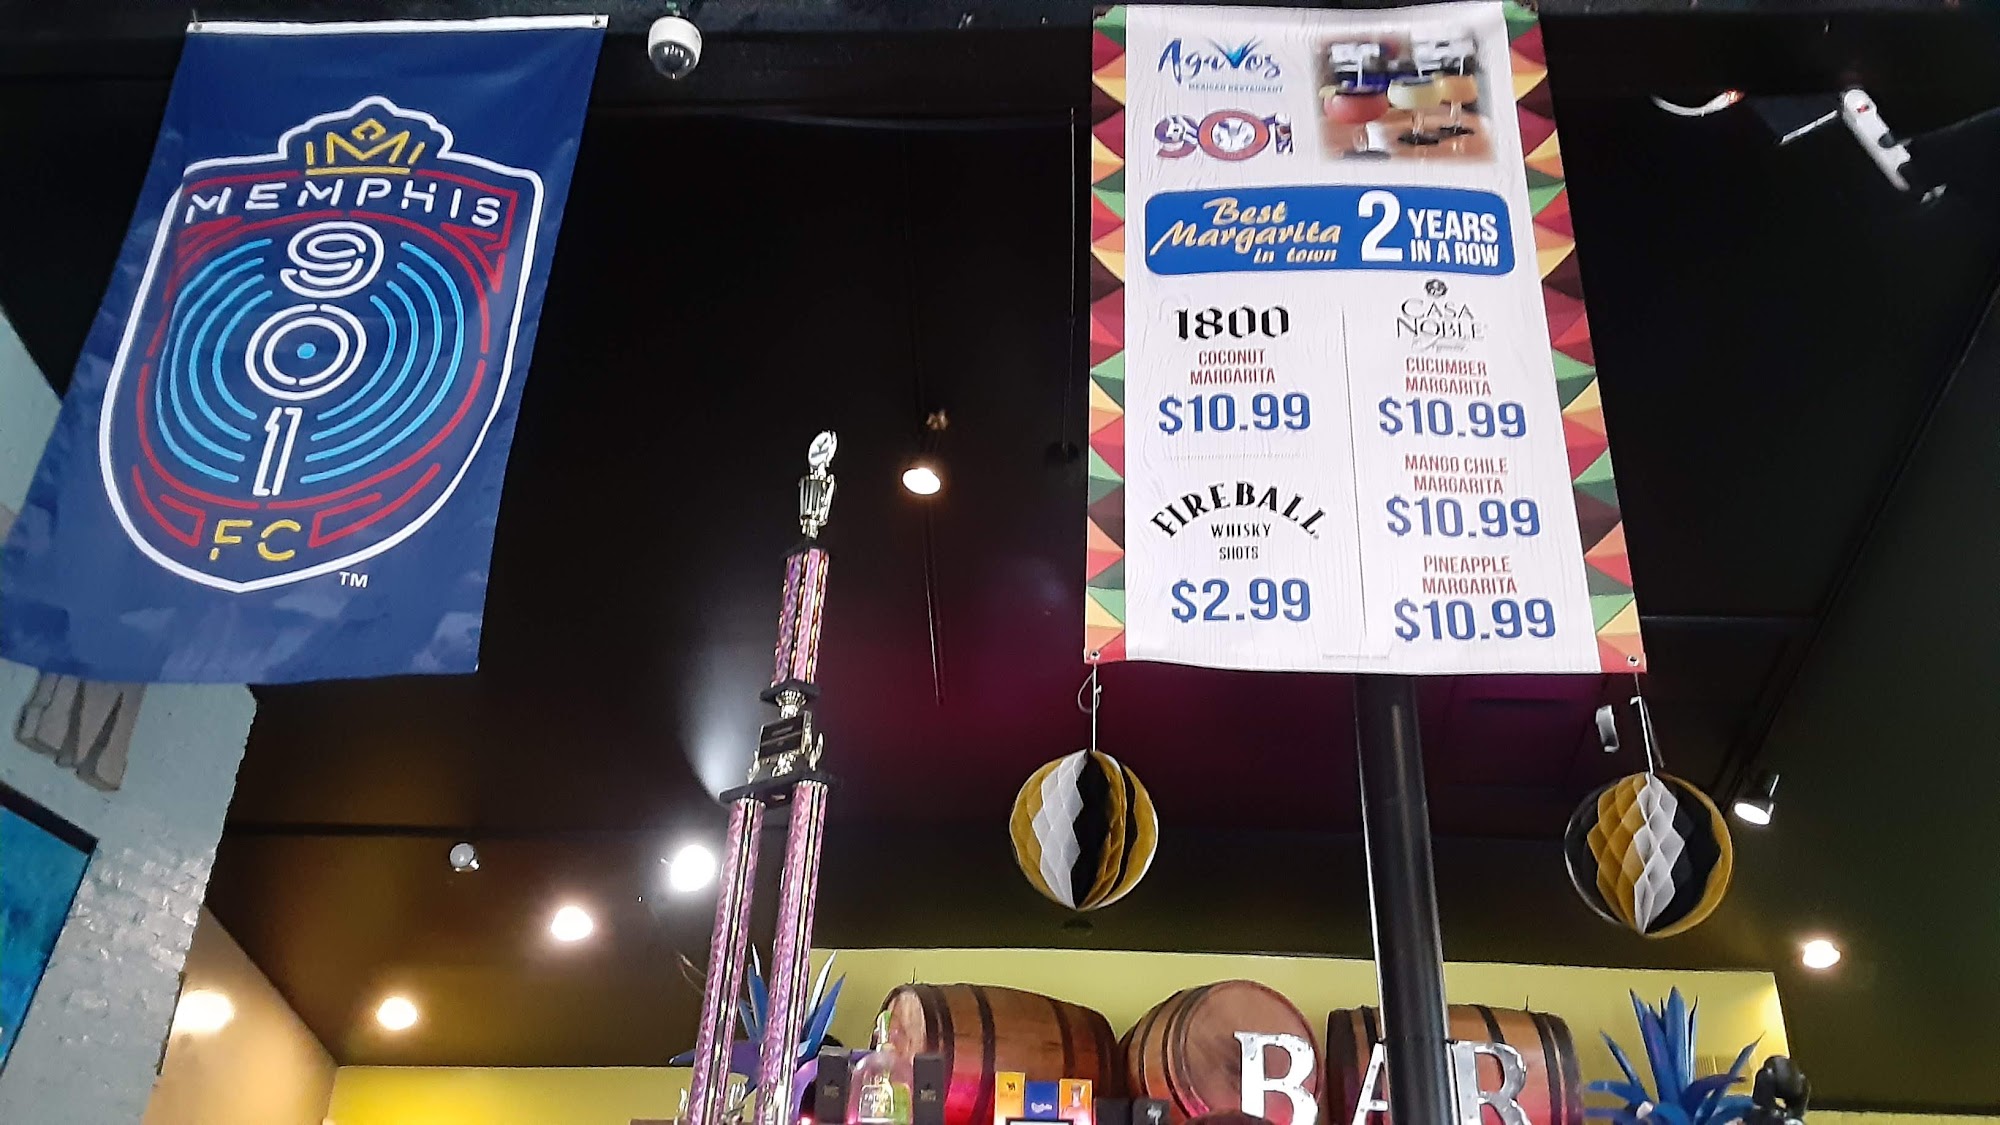 MEMPHIS
901
FC
TM
Agavos
MEXICAN RESTAURANT
901
Best
Margarita
in town
2 YEARS
IN A ROW
1800
COCONUT
MARGARITA
$10.99
FIREBALL
WHISKY
SHOTS
$2.99
CASA
NOBLE
Tequila
CUCUMBER
MARGARITA
$10.99
MANGO CHILE
MARGARITA
$10.99
PINEAPPLE
MARGARITA
$10.99
BAR